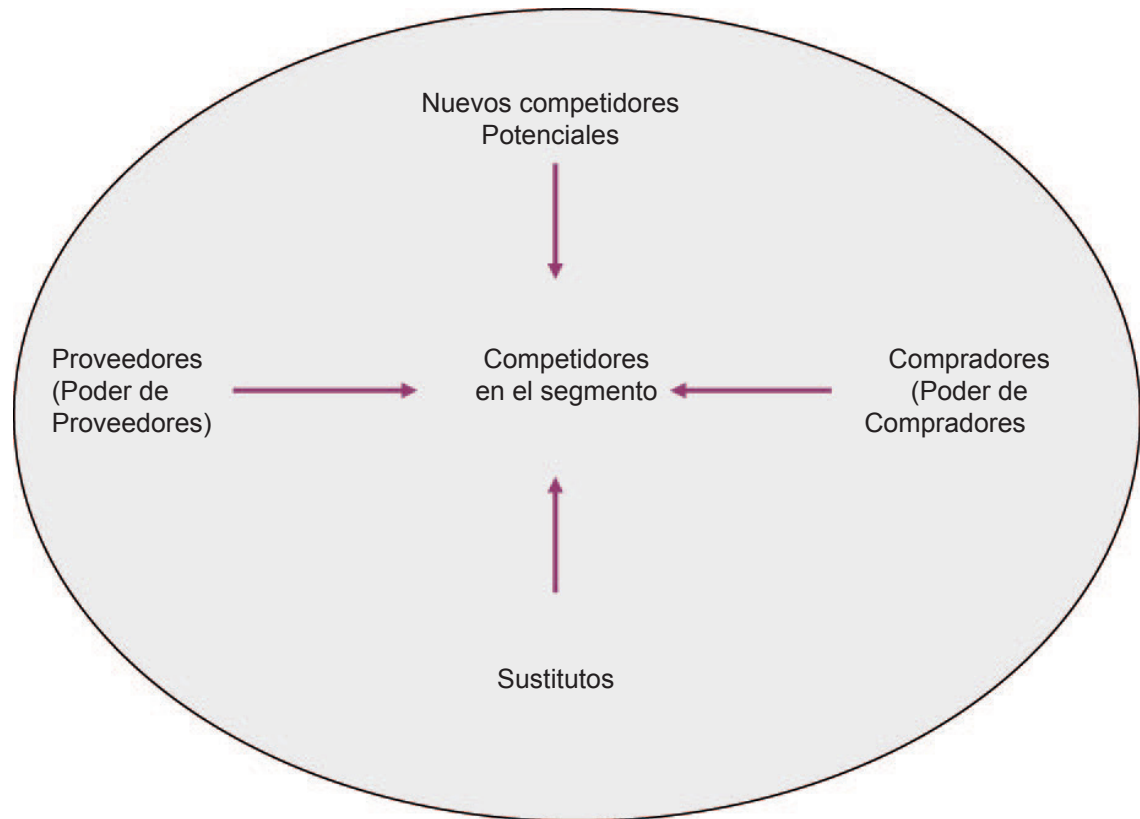 Nuevos competidores
Potenciales
Proveedores
(Poder de
Proveedores)
Competidores
en el segmento
Compradores
(Poder de
Compradores
Sustitutos